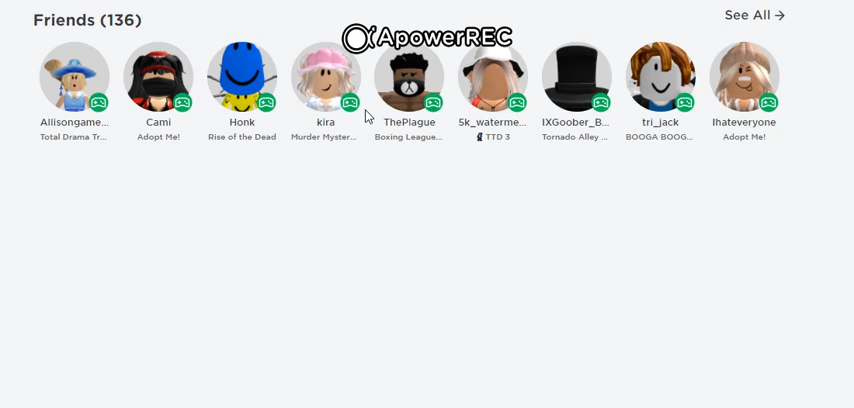 Friends (136)
See All →
ApowerREC
Allisongame...
Cami
Honk
kira
ThePlague
5k_waterme...
IXGoober_B...
tri_jack
Ihateveryone
Total Drama Tr...
Adopt Me!
Rise of the Dead
Murder Myster...
Boxing League...
TTD 3
Tornado Alley ...
BOOGA BOOG...
Adopt Me!